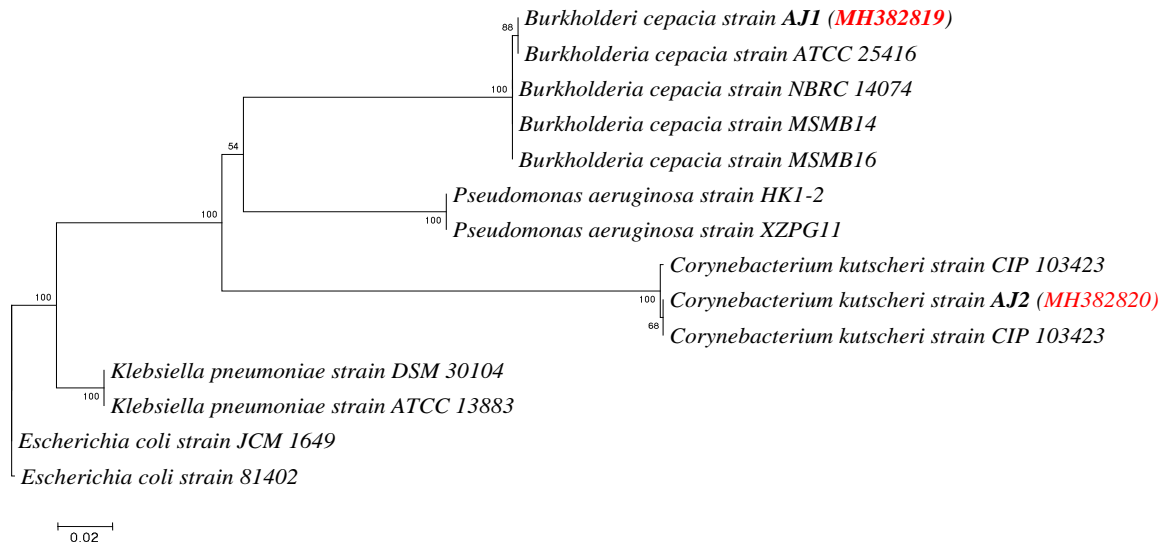 Burkholderi cepacia strain AJ1 (MH382819)
88
Burkholderia cepacia strain ATCC 25416
100
Burkholderia cepacia strain NBRC 14074
Burkholderia cepacia strain MSMB14
54
Burkholderia cepacia strain MSMB16
Pseudomonas aeruginosa strain HK1-2
100
100
Pseudomonas aeruginosa strain XZPG11
Corynebacterium kutscheri strain CIP 103423
100
100
Corynebacterium kutscheri strain AJ2 (MH382820)
68
Corynebacterium kutscheri strain CIP 103423
Klebsiella pneumoniae strain DSM 30104
100
Klebsiella pneumoniae strain ATCC 13883
Escherichia coli strain JCM 1649
Escherichia coli strain 81402
0.02